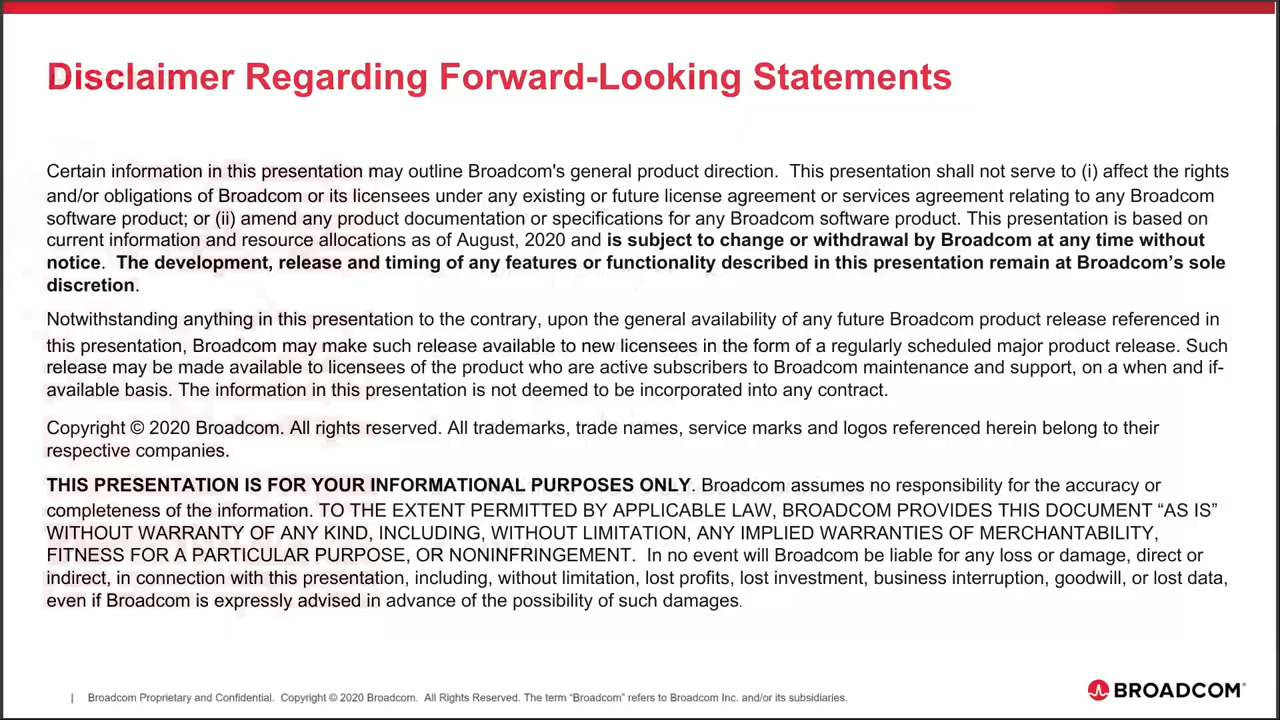 Disclaimer Regarding Forward-Looking Statements
Certain information in this presentation may outline Broadcom's general product direction.  This presentation shall not serve to (i) affect the rights
and/or obligations of Broadcom or its licensees under any existing or future license agreement or services agreement relating to any Broadcom
software product; or (ii) amend any product documentation or specifications for any Broadcom software product. This presentation is based on
current information and resource allocations as of August, 2020 and is subject to change or withdrawal by Broadcom at any time without
notice.  The development, release and timing of any features or functionality described in this presentation remain at Broadcom’s sole
discretion.
Notwithstanding anything in this presentation to the contrary, upon the general availability of any future Broadcom product release referenced in
this presentation, Broadcom may make such release available to new licensees in the form of a regularly scheduled major product release. Such
release may be made available to licensees of the product who are active subscribers to Broadcom maintenance and support, on a when and if-
available basis. The information in this presentation is not deemed to be incorporated into any contract.
Copyright © 2020 Broadcom. All rights reserved. All trademarks, trade names, service marks and logos referenced herein belong to their
respective companies.
THIS PRESENTATION IS FOR YOUR INFORMATIONAL PURPOSES ONLY. Broadcom assumes no responsibility for the accuracy or
completeness of the information. TO THE EXTENT PERMITTED BY APPLICABLE LAW, BROADCOM PROVIDES THIS DOCUMENT “AS IS”
WITHOUT WARRANTY OF ANY KIND, INCLUDING, WITHOUT LIMITATION, ANY IMPLIED WARRANTIES OF MERCHANTABILITY,
FITNESS FOR A PARTICULAR PURPOSE, OR NONINFRINGEMENT.  In no event will Broadcom be liable for any loss or damage, direct or
indirect, in connection with this presentation, including, without limitation, lost profits, lost investment, business interruption, goodwill, or lost data,
even if Broadcom is expressly advised in advance of the possibility of such damages.
| Broadcom Proprietary and Confidential.  Copyright © 2020 Broadcom.  All Rights Reserved. The term “Broadcom” refers to Broadcom Inc. and/or its subsidiaries.
BROADCOM®